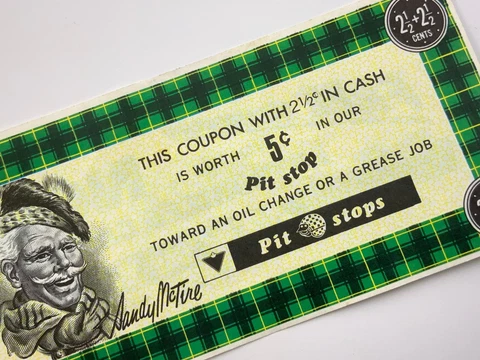 2½+2½
CENTS
THIS COUPON WITH 2½¢ IN CASH
IS WORTH 5¢ IN OUR
Pit stop
TOWARD AN OIL CHANGE OR A GREASE JOB
Pit stops
Sandy McTire